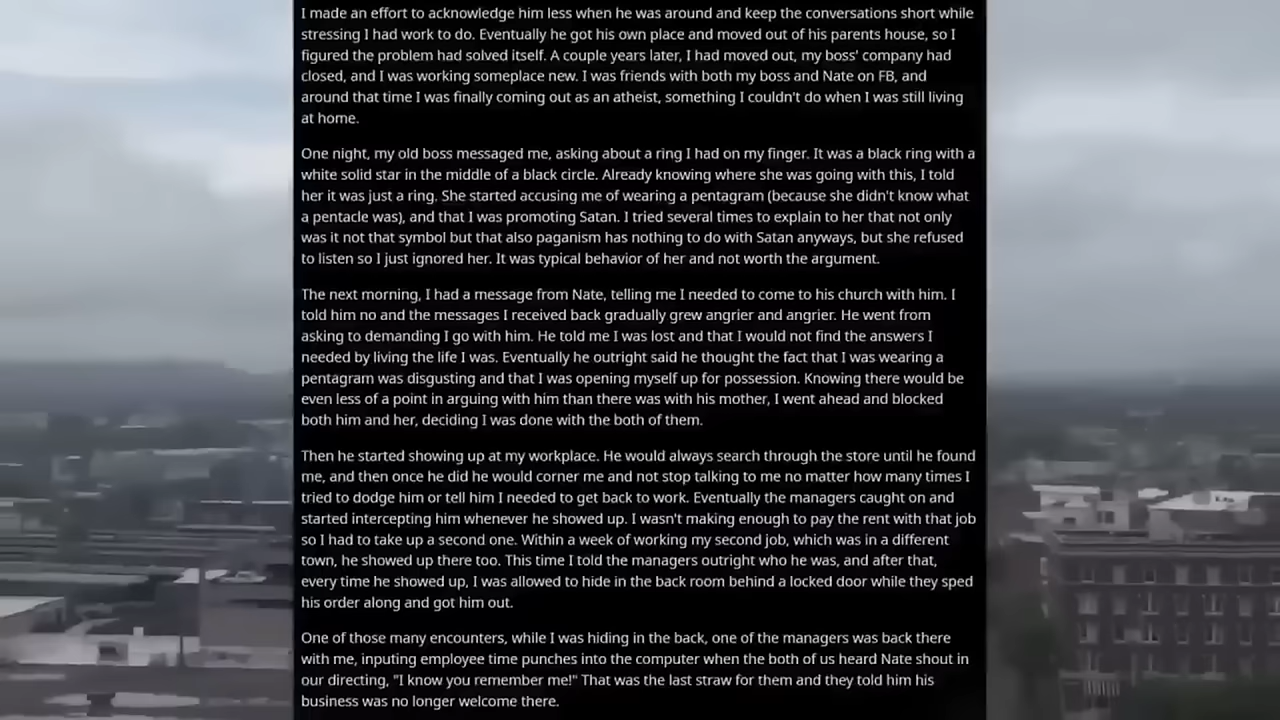 I made an effort to acknowledge him less when he was around and keep the conversations short while
stressing I had work to do. Eventually he got his own place and moved out of his parents house, so I
figured the problem had solved itself. A couple years later, I had moved out, my boss' company had
closed, and I was working someplace new. I was friends with both my boss and Nate on FB, and
around that time I was finally coming out as an atheist, something I couldn't do when I was still living
at home.
One night, my old boss messaged me, asking about a ring I had on my finger. It was a black ring with a
white solid star in the middle of a black circle. Already knowing where she was going with this, I told
her it was just a ring. She started accusing me of wearing a pentagram (because she didn't know what
a pentacle was), and that I was promoting Satan. I tried several times to explain to her that not only
was it not that symbol but that also paganism has nothing to do with Satan anyways, but she refused
to listen so I just ignored her. It was typical behavior of her and not worth the argument.
The next morning, I had a message from Nate, telling me I needed to come to his church with him. I
told him no and the messages I received back gradually grew angrier and angrier. He went from
asking to demanding I go with him. He told me I was lost and that I would not find the answers I
needed by living the life I was. Eventually he outright said he thought the fact that I was wearing a
pentagram was disgusting and that I was opening myself up for possession. Knowing there would be
even less of a point in arguing with him than there was with his mother, I went ahead and blocked
both him and her, deciding I was done with the both of them.
Then he started showing up at my workplace. He would always search through the store until he found
me, and then once he did he would corner me and not stop talking to me no matter how many times I
tried to dodge him or tell him I needed to get back to work. Eventually the managers caught on and
started intercepting him whenever he showed up. I wasn't making enough to pay the rent with that job
so I had to take up a second one. Within a week of working my second job, which was in a different
town, he showed up there too. This time I told the managers outright who he was, and after that,
every time he showed up, I was allowed to hide in the back room behind a locked door while they sped
his order along and got him out.
One of those many encounters, while I was hiding in the back, one of the managers was back there
with me, inputing employee time punches into the computer when the both of us heard Nate shout in
our directing, "I know you remember me!" That was the last straw for them and they told him his
business was no longer welcome there.